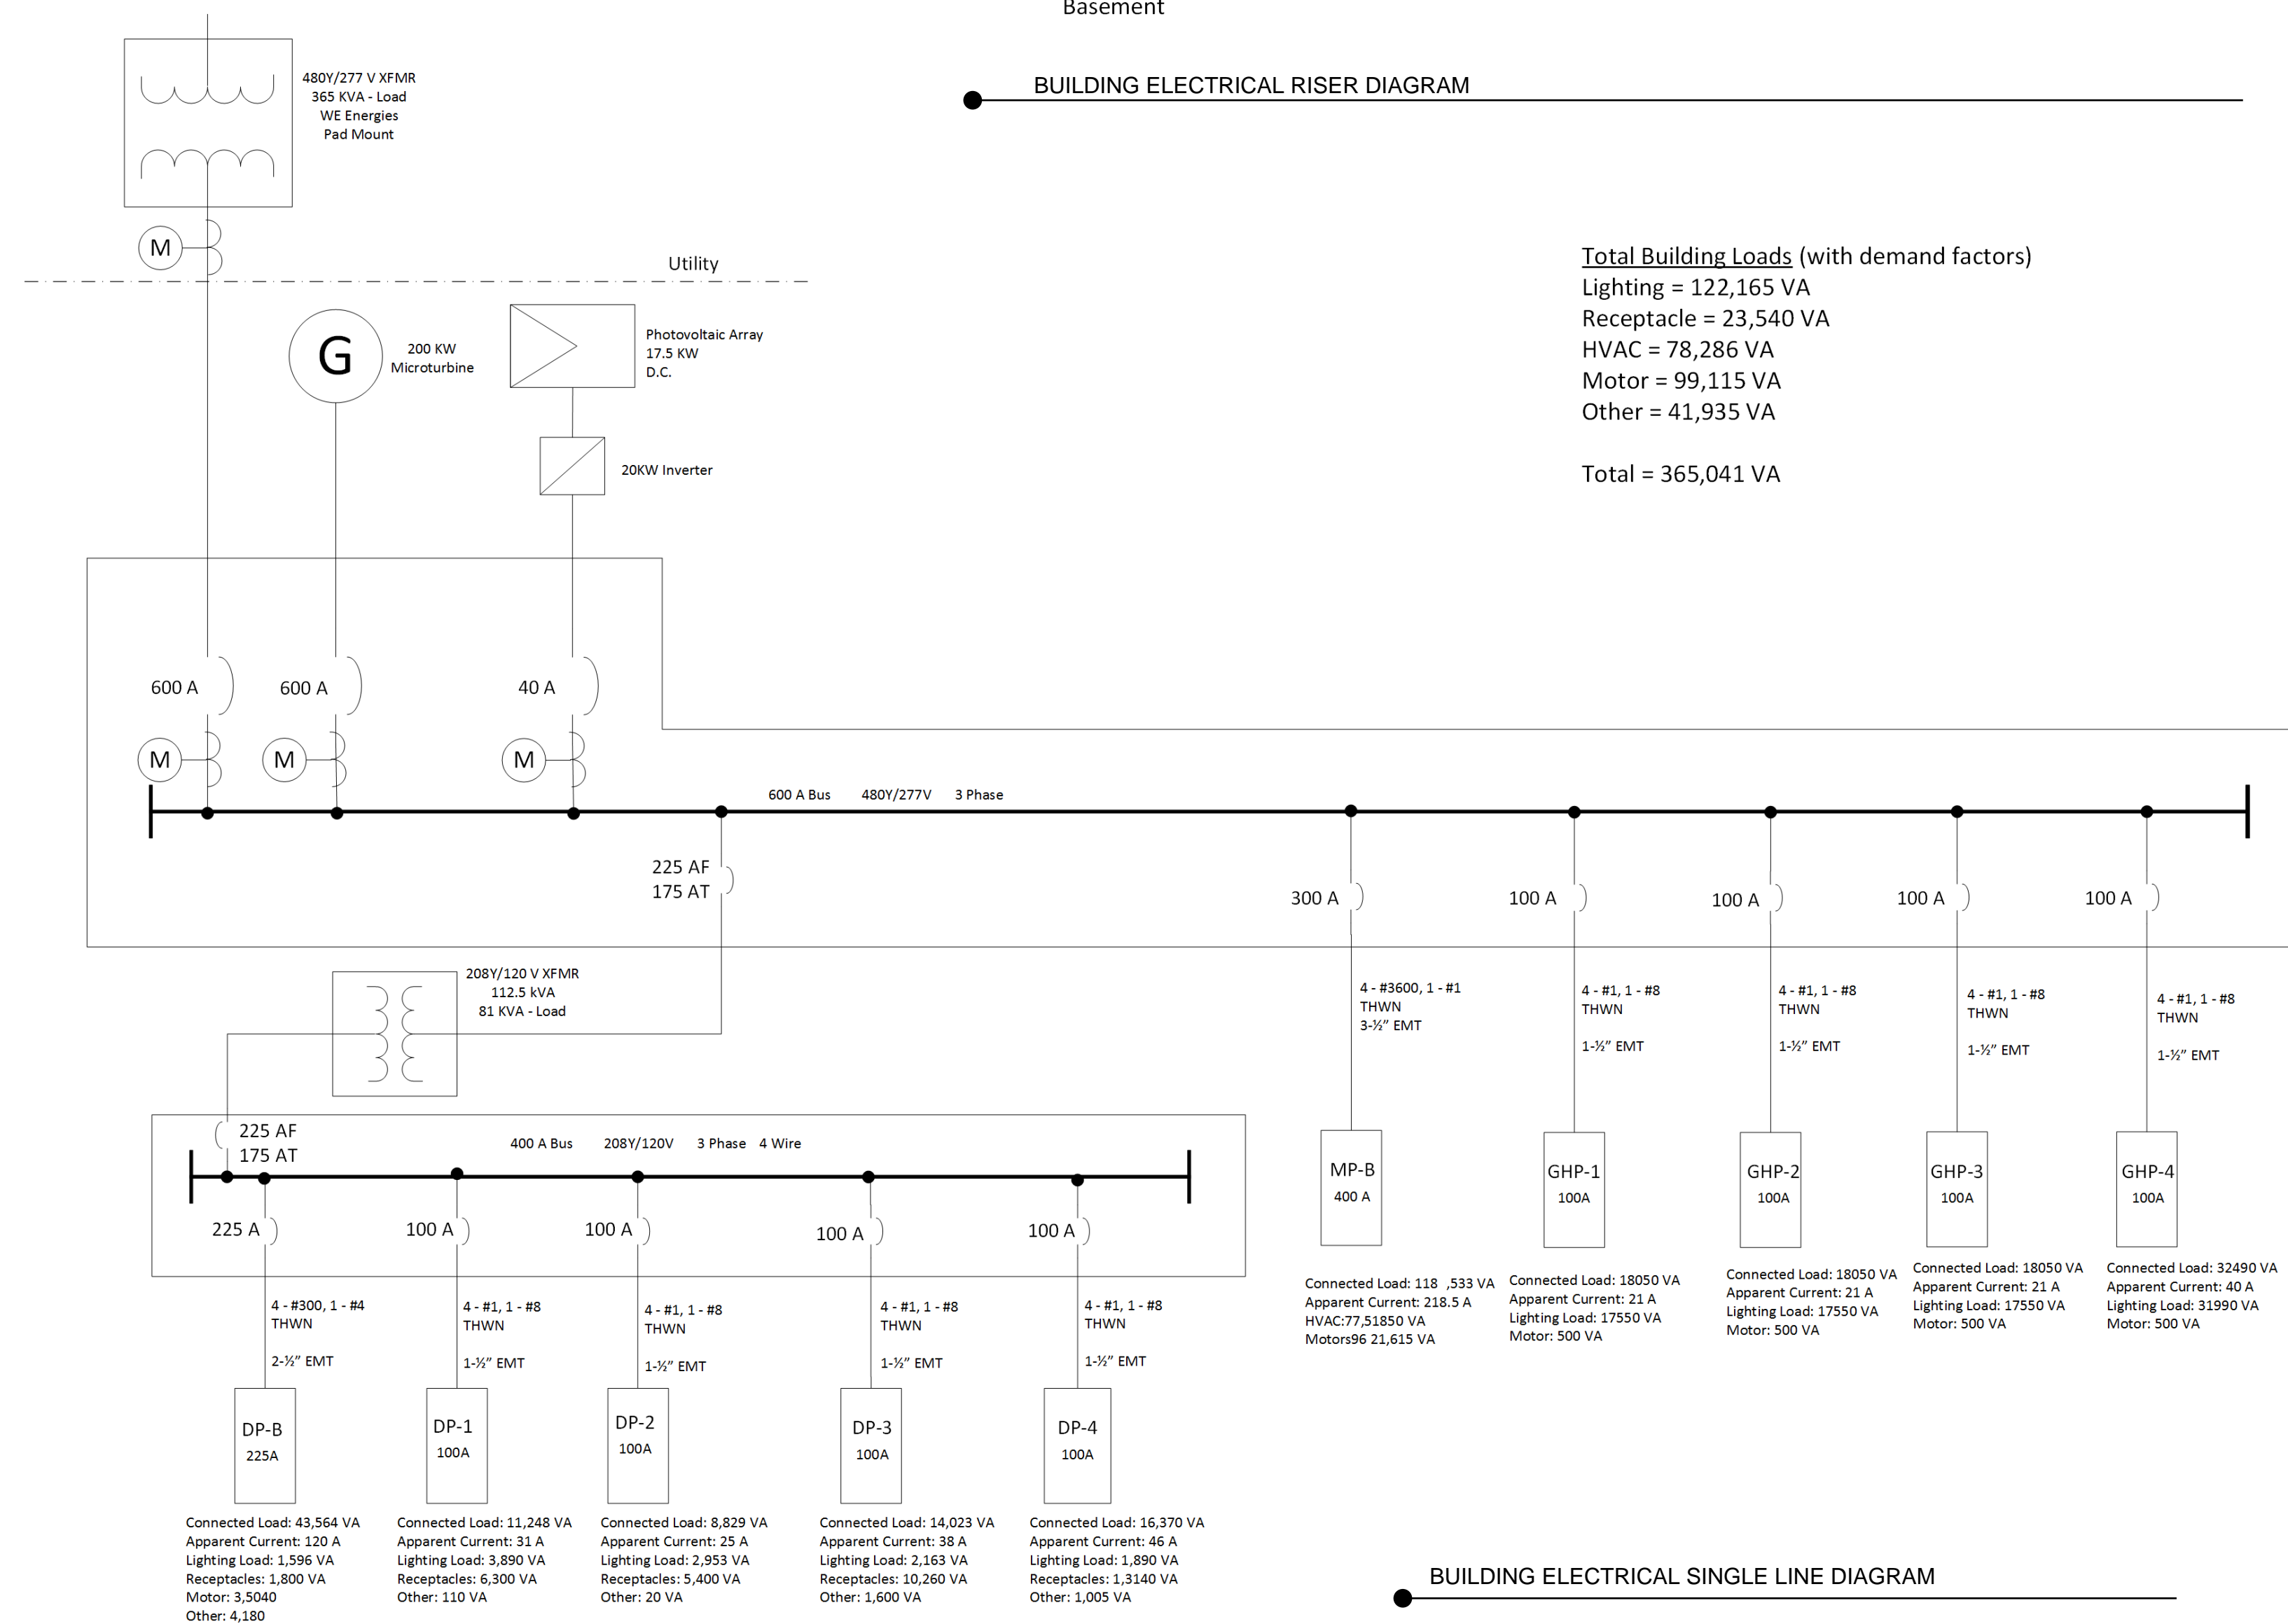 Basement
BUILDING ELECTRICAL RISER DIAGRAM
480Y/277 V XFMR
365 KVA - Load
WE Energies
Pad Mount
M
Utility
Total Building Loads (with demand factors)
Lighting = 122,165 VA
Receptacle = 23,540 VA
HVAC = 78,286 VA
Motor = 99,115 VA
Other = 41,935 VA
Total = 365,041 VA
G
200 KW
Microturbine
Photovoltaic Array
17.5 KW
D.C.
20KW Inverter
600 A
600 A
40 A
M
M
M
600 A Bus 480Y/277V 3 Phase
225 AF
175 AT
300 A
100 A
100 A
100 A
100 A
208Y/120 V XFMR
112.5 kVA
81 KVA - Load
4 - #3600, 1 - #1
THWN
3-½” EMT
4 - #1, 1 - #8
THWN
1-½” EMT
4 - #1, 1 - #8
THWN
1-½” EMT
4 - #1, 1 - #8
THWN
1-½” EMT
4 - #1, 1 - #8
THWN
1-½” EMT
225 AF
175 AT
400 A Bus 208Y/120V 3 Phase 4 Wire
225 A
100 A
100 A
100 A
100 A
MP-B
400 A
GHP-1
100A
GHP-2
100A
GHP-3
100A
GHP-4
100A
Connected Load: 118 ,533 VA
Apparent Current: 218.5 A
HVAC:77,51850 VA
Motors96 21,615 VA
Connected Load: 18050 VA
Apparent Current: 21 A
Lighting Load: 17550 VA
Motor: 500 VA
Connected Load: 18050 VA
Apparent Current: 21 A
Lighting Load: 17550 VA
Motor: 500 VA
Connected Load: 18050 VA
Apparent Current: 21 A
Lighting Load: 17550 VA
Motor: 500 VA
Connected Load: 32490 VA
Apparent Current: 40 A
Lighting Load: 31990 VA
Motor: 500 VA
4 - #300, 1 - #4
THWN
2-½” EMT
4 - #1, 1 - #8
THWN
1-½” EMT
4 - #1, 1 - #8
THWN
1-½” EMT
4 - #1, 1 - #8
THWN
1-½” EMT
4 - #1, 1 - #8
THWN
1-½” EMT
DP-B
225A
DP-1
100A
DP-2
100A
DP-3
100A
DP-4
100A
Connected Load: 43,564 VA
Apparent Current: 120 A
Lighting Load: 1,596 VA
Receptacles: 1,800 VA
Motor: 3,5040
Other: 4,180
Connected Load: 11,248 VA
Apparent Current: 31 A
Lighting Load: 3,890 VA
Receptacles: 6,300 VA
Other: 110 VA
Connected Load: 8,829 VA
Apparent Current: 25 A
Lighting Load: 2,953 VA
Receptacles: 5,400 VA
Other: 20 VA
Connected Load: 14,023 VA
Apparent Current: 38 A
Lighting Load: 2,163 VA
Receptacles: 10,260 VA
Other: 1,600 VA
Connected Load: 16,370 VA
Apparent Current: 46 A
Lighting Load: 1,890 VA
Receptacles: 1,3140 VA
Other: 1,005 VA
BUILDING ELECTRICAL SINGLE LINE DIAGRAM